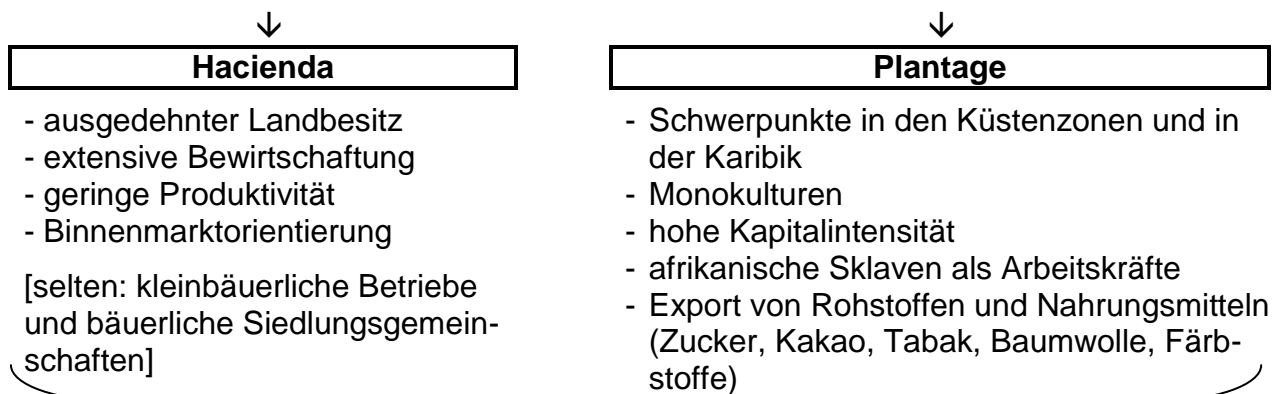 Hacienda
- ausgedehnter Landbesitz
- extensive Bewirtschaftung
- geringe Produktivität
- Binnenmarktorientierung
[selten: kleinbäuerliche Betriebe
und bäuerliche Siedlungsgemein-
schaften]
Plantage
- Schwerpunkte in den Küstenzonen und in
der Karibik
- Monokulturen
- hohe Kapitalintensität
- afrikanische Sklaven als Arbeitskräfte
- Export von Rohstoffen und Nahrungsmitteln
(Zucker, Kakao, Tabak, Baumwolle, Färb-
stoffe)